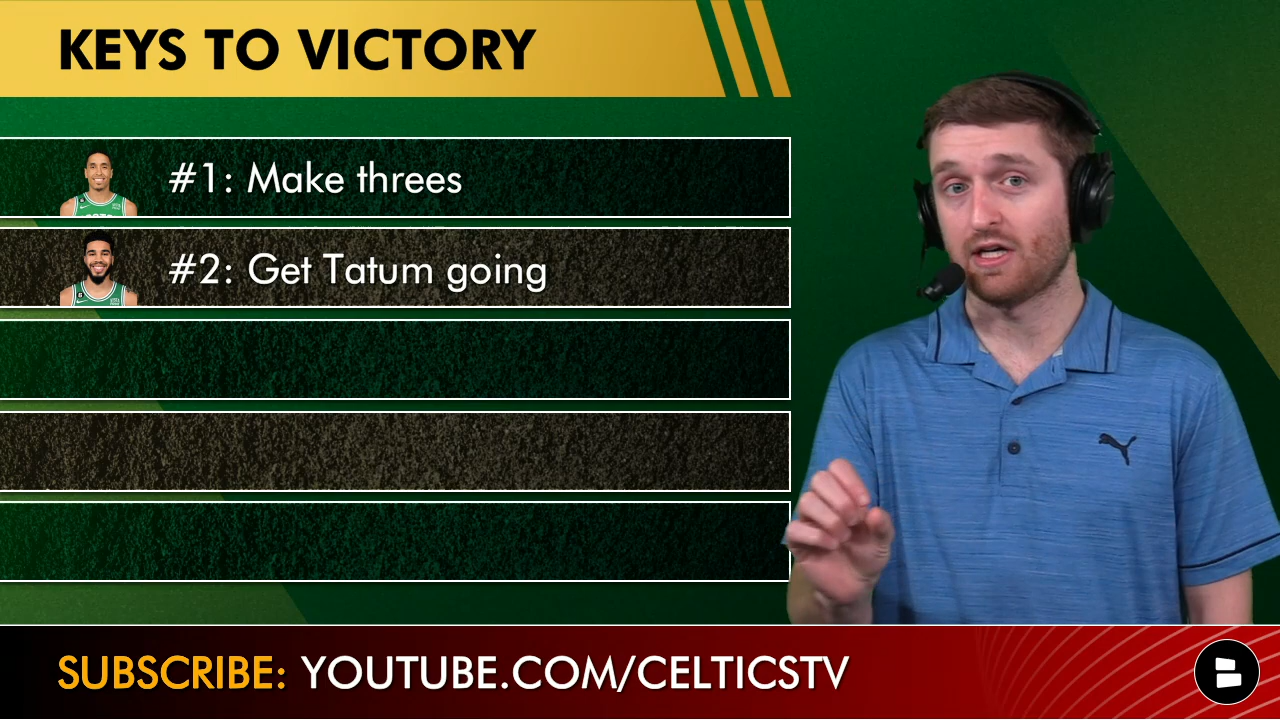 KEYS TO VICTORY
#1: Make threes
#2: Get Tatum going
SUBSCRIBE: YOUTUBE.COM/CELTICSTV